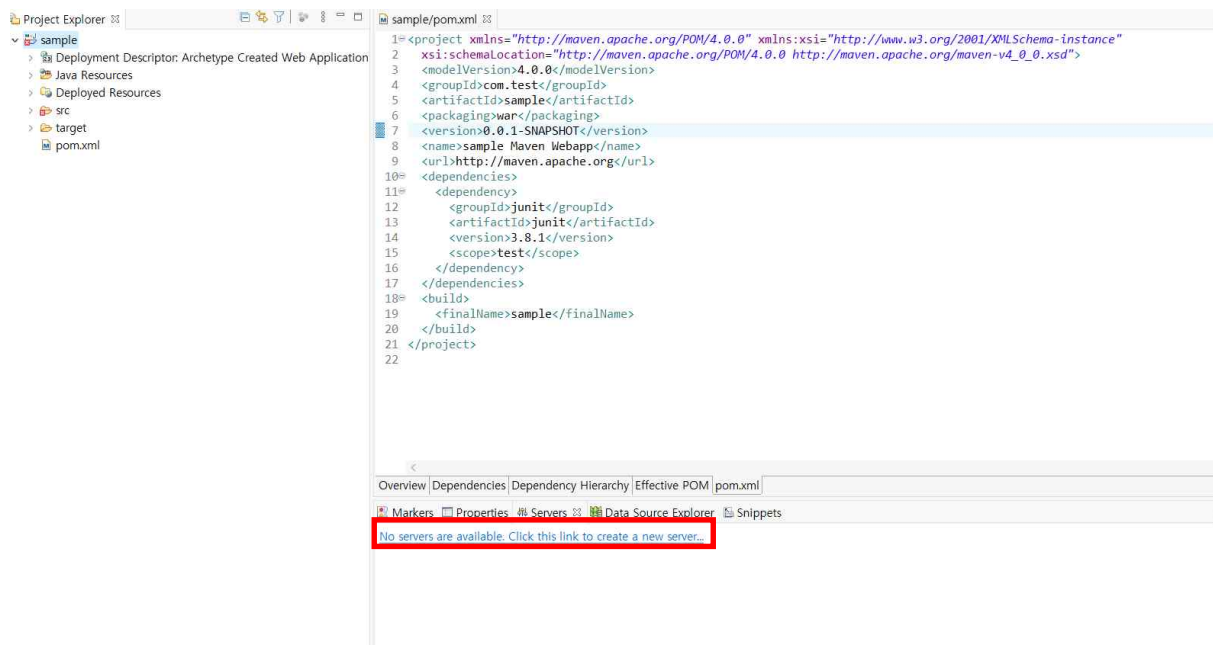 Project Explorer
sample
Deployment Descriptor: Archetype Created Web Application
Java Resources
Deployed Resources
src
target
pom.xml
sample/pom.xml
1 <project xmlns="http://maven.apache.org/POM/4.0.0" xmlns:xsi="http://www.w3.org/2001/XMLSchema-instance"
2 xsi:schemaLocation="http://maven.apache.org/POM/4.0.0 http://maven.apache.org/maven-v4_0_0.xsd">
3 <modelVersion>4.0.0</modelVersion>
4 <groupId>com.test</groupId>
5 <artifactId>sample</artifactId>
6 <packaging>war</packaging>
7 <version>0.0.1-SNAPSHOT</version>
8 <name>sample Maven Webapp</name>
9 <url>http://maven.apache.org</url>
10 <dependencies>
11 <dependency>
12 <groupId>junit</groupId>
13 <artifactId>junit</artifactId>
14 <version>3.8.1</version>
15 <scope>test</scope>
16 </dependency>
17 </dependencies>
18 <build>
19 <finalName>sample</finalName>
20 </build>
21 </project>
22
Overview Dependencies Dependency Hierarchy Effective POM pom.xml
Markers Properties Servers Data Source Explorer Snippets
No servers are available. Click this link to create a new server...